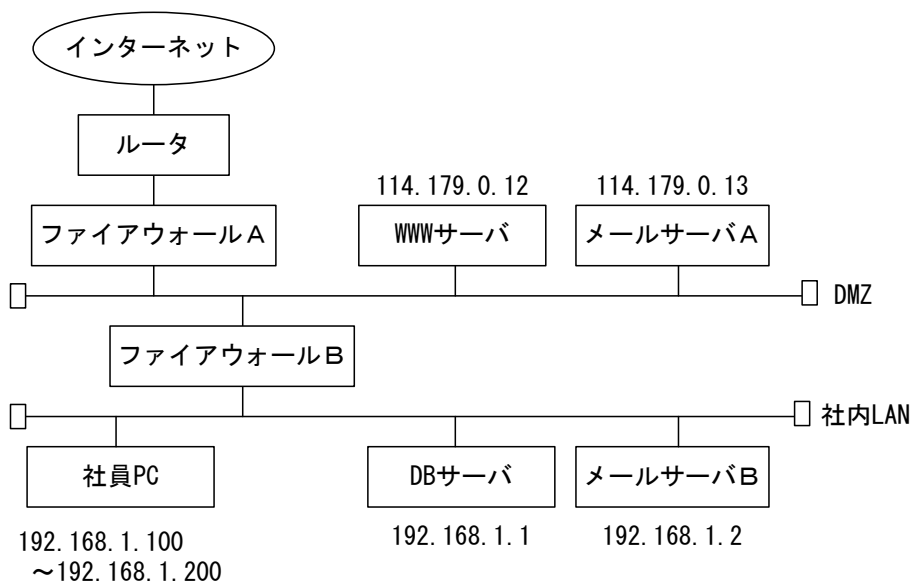 インターネット
ルータ
114.179.0.12
114.179.0.13
ファイアウォールA
WWWサーバ
メールサーバA
DMZ
ファイアウォールB
社内LAN
社員PC
DBサーバ
メールサーバB
192.168.1.100
～192.168.1.200
192.168.1.1
192.168.1.2